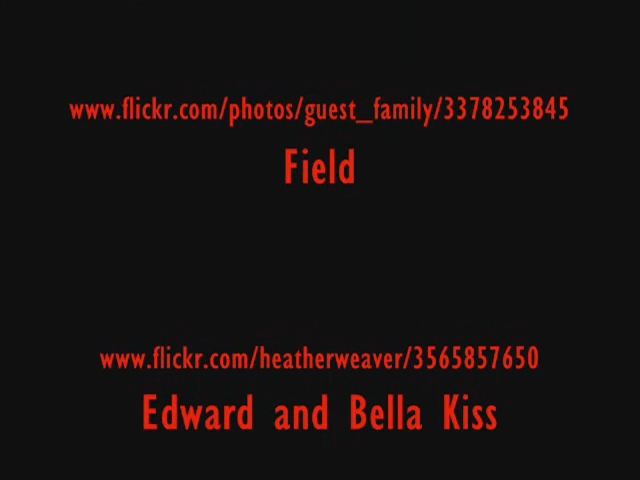 www.flickr.com/photos/guest_family/3378253845
Field
www.flickr.com/heatherweaver/3565857650
Edward and Bella Kiss